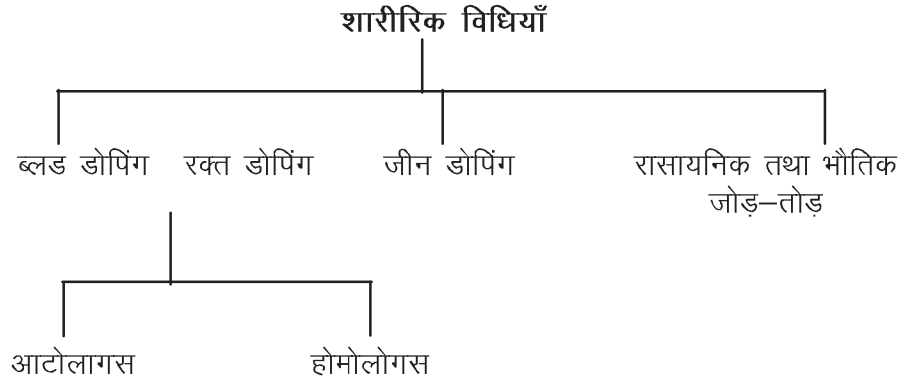 शारीरिक विधियाँ
ब्लड डोपिंग रक्त डोपिंग जीन डोपिंग रासायनिक तथा भौतिक
जोड़–तोड़
आटोलागस होमोलोगस